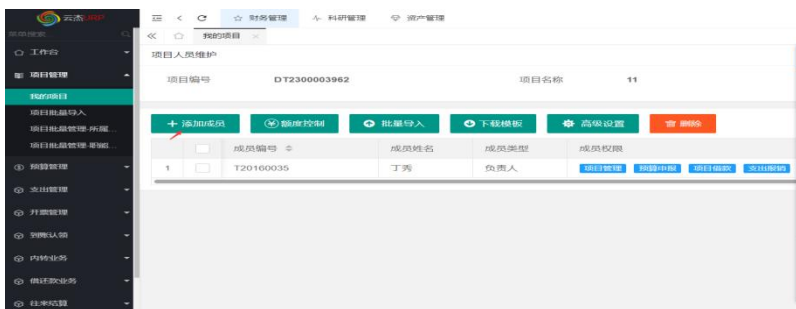 云杰URP
财务管理 科研管理 资产管理
菜单搜索...
我的项目
工作台
项目人员维护
项目管理
项目编号 DT2300003962 项目名称 11
我的项目
项目批量导入
项目批量管理-所属...
添加成员 额度控制 批量导入 下载模板 高级设置 删除
成员编号 成员姓名 成员类型 成员权限
1 T20160035 丁秀 负责人 项目管理 预算申报 项目借款 支出报销
预算管理
支出管理
开票管理
到账认领
内转业务
借还款业务
往来结算